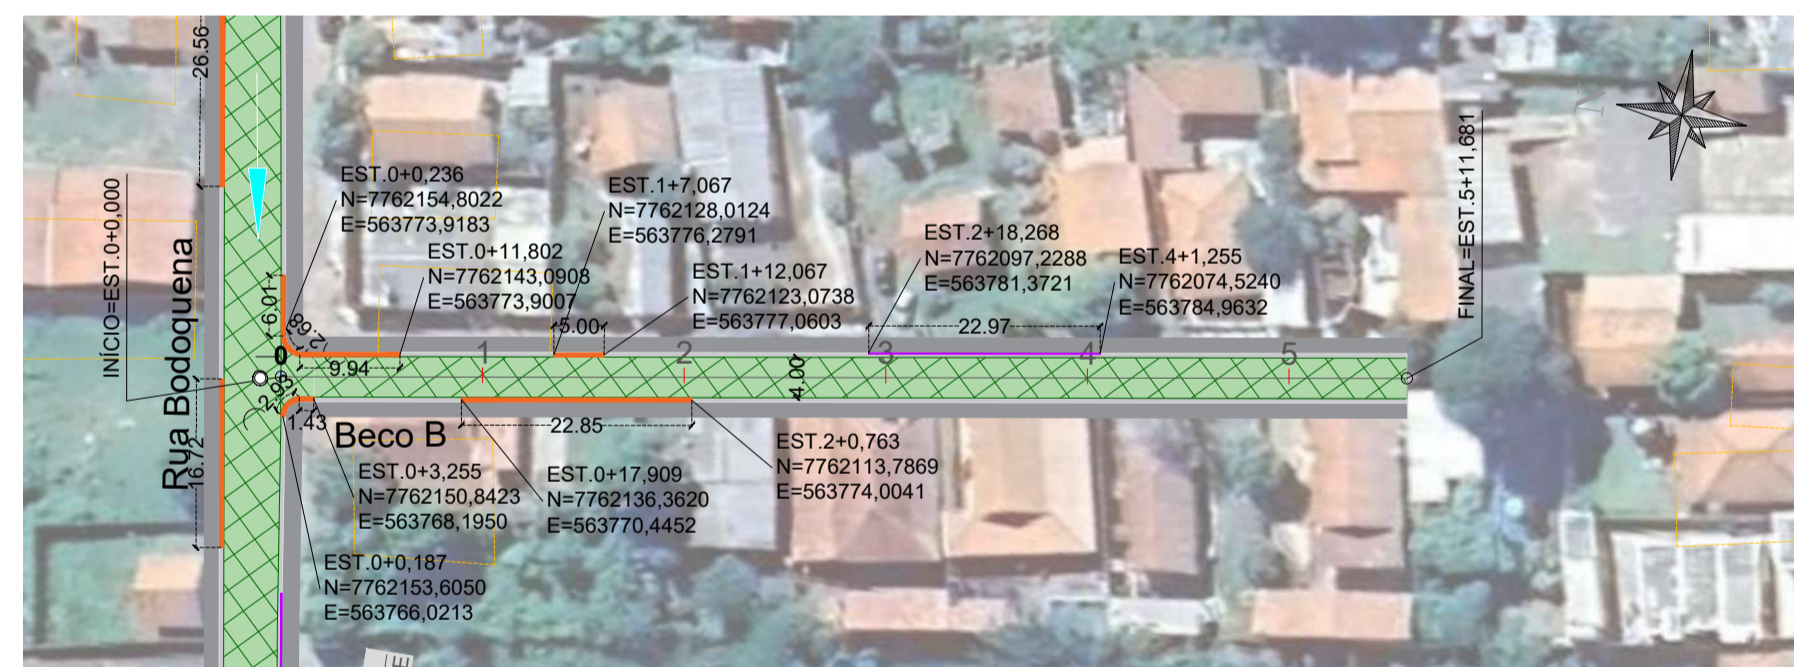 26.56
INÍCIO=EST.0+0,000
Rua Bodoquena
16.72
6.01
2.68
EST.0+0,236
N=7762154,8022
E=563773,9183
EST.0+11,802
N=7762143,0908
E=563773,9007
EST.1+7,067
N=7762128,0124
E=563776,2791
EST.1+12,067
N=7762123,0738
E=563777,0603
EST.2+18,268
N=7762097,2288
E=563781,3721
EST.4+1,255
N=7762074,5240
E=563784,9632
FINAL=EST.5+11,681
N
5.00
22.97
0
1
2
3
4
5
9.94
4.00
2.93
1.43
Beco B
22.85
EST.0+3,255
N=7762150,8423
E=563768,1950
EST.0+17,909
N=7762136,3620
E=563770,4452
EST.2+0,763
N=7762113,7869
E=563774,0041
EST.0+0,187
N=7762153,6050
E=563766,0213
E